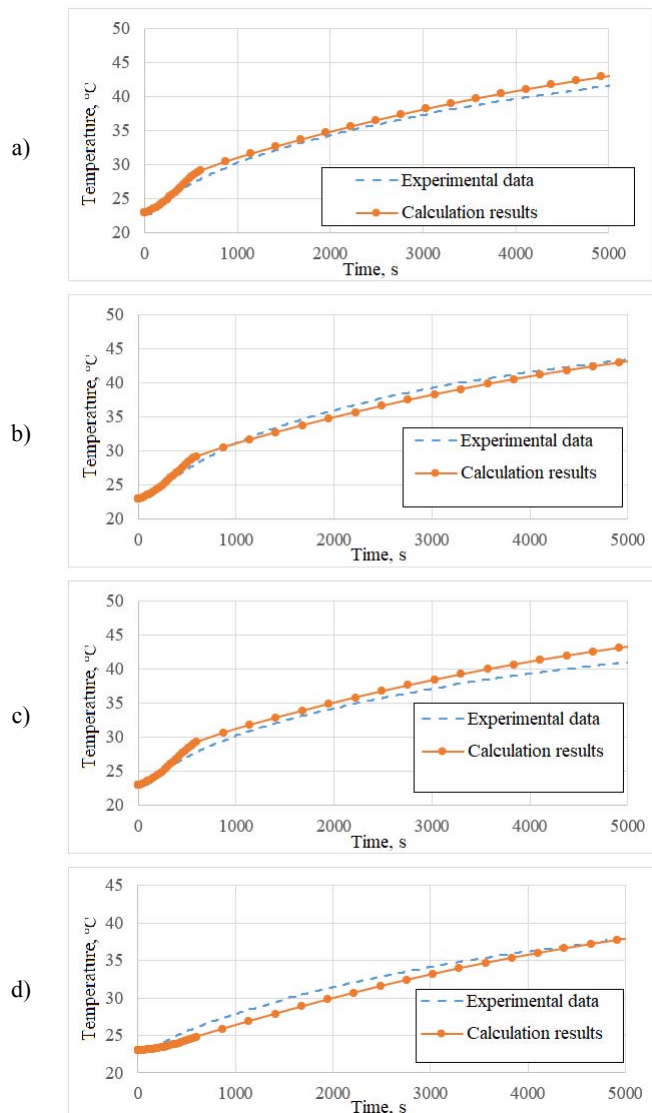 a)
Temperature, °C
50
45
40
35
30
25
20
0 1000 2000 3000 4000 5000
Time, s
Experimental data
Calculation results
b)
Temperature, °C
50
45
40
35
30
25
20
0 1000 2000 3000 4000 5000
Time, s
Experimental data
Calculation results
c)
Temperature, °C
50
45
40
35
30
25
20
0 1000 2000 3000 4000 5000
Time, s
Experimental data
Calculation results
d)
Temperature, °C
45
40
35
30
25
20
0 1000 2000 3000 4000 5000
Time, s
Experimental data
Calculation results